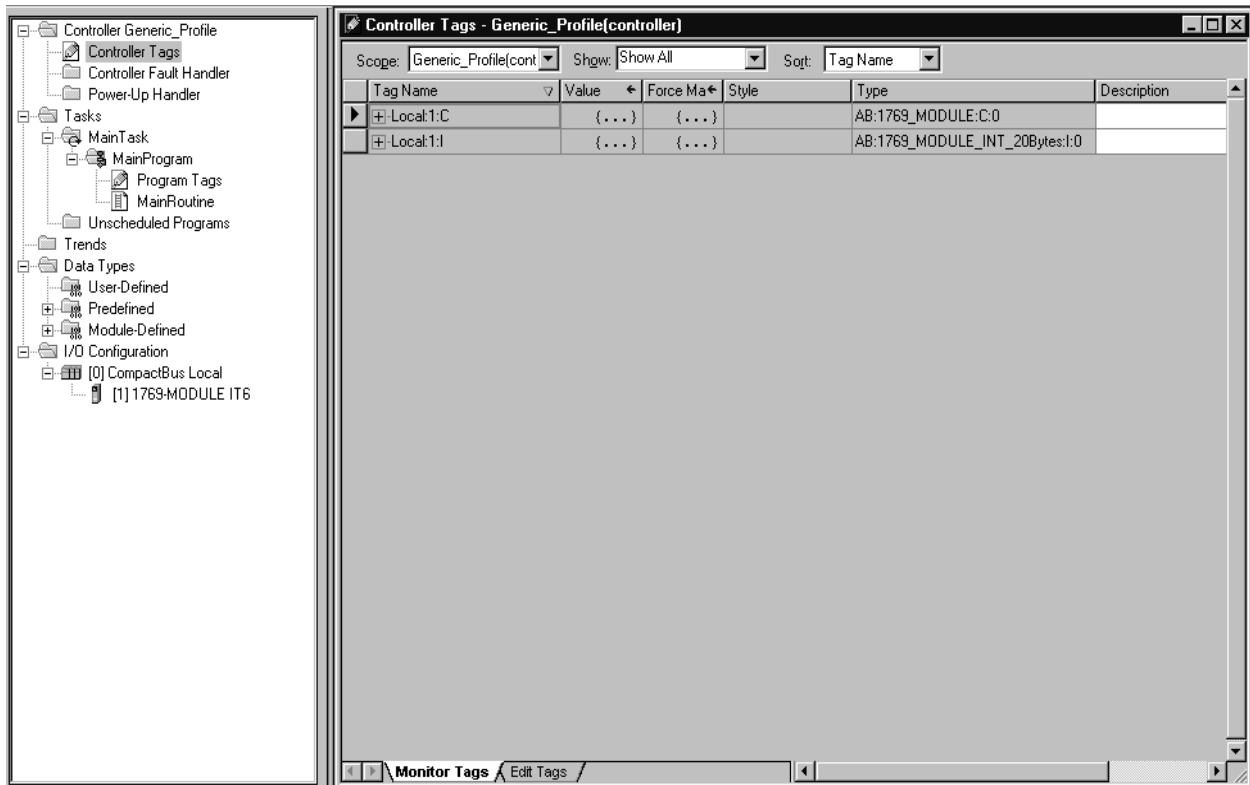 Controller Generic_Profile
Controller Tags
Controller Fault Handler
Power-Up Handler
Tasks
MainTask
MainProgram
Program Tags
MainRoutine
Unscheduled Programs
Trends
Data Types
User-Defined
Predefined
Module-Defined
I/O Configuration
[0] CompactBus Local
[1] 1769-MODULE IT6
Controller Tags - Generic_Profile(controller)
Scope: Generic_Profile(cont Show: Show All Sort: Tag Name
Tag Name Value Force Ma Style Type Description
Local:1:C {...} {...} AB:1769_MODULE:C:0
Local:1:I {...} {...} AB:1769_MODULE_INT_20Bytes:I:0
Monitor Tags Edit Tags